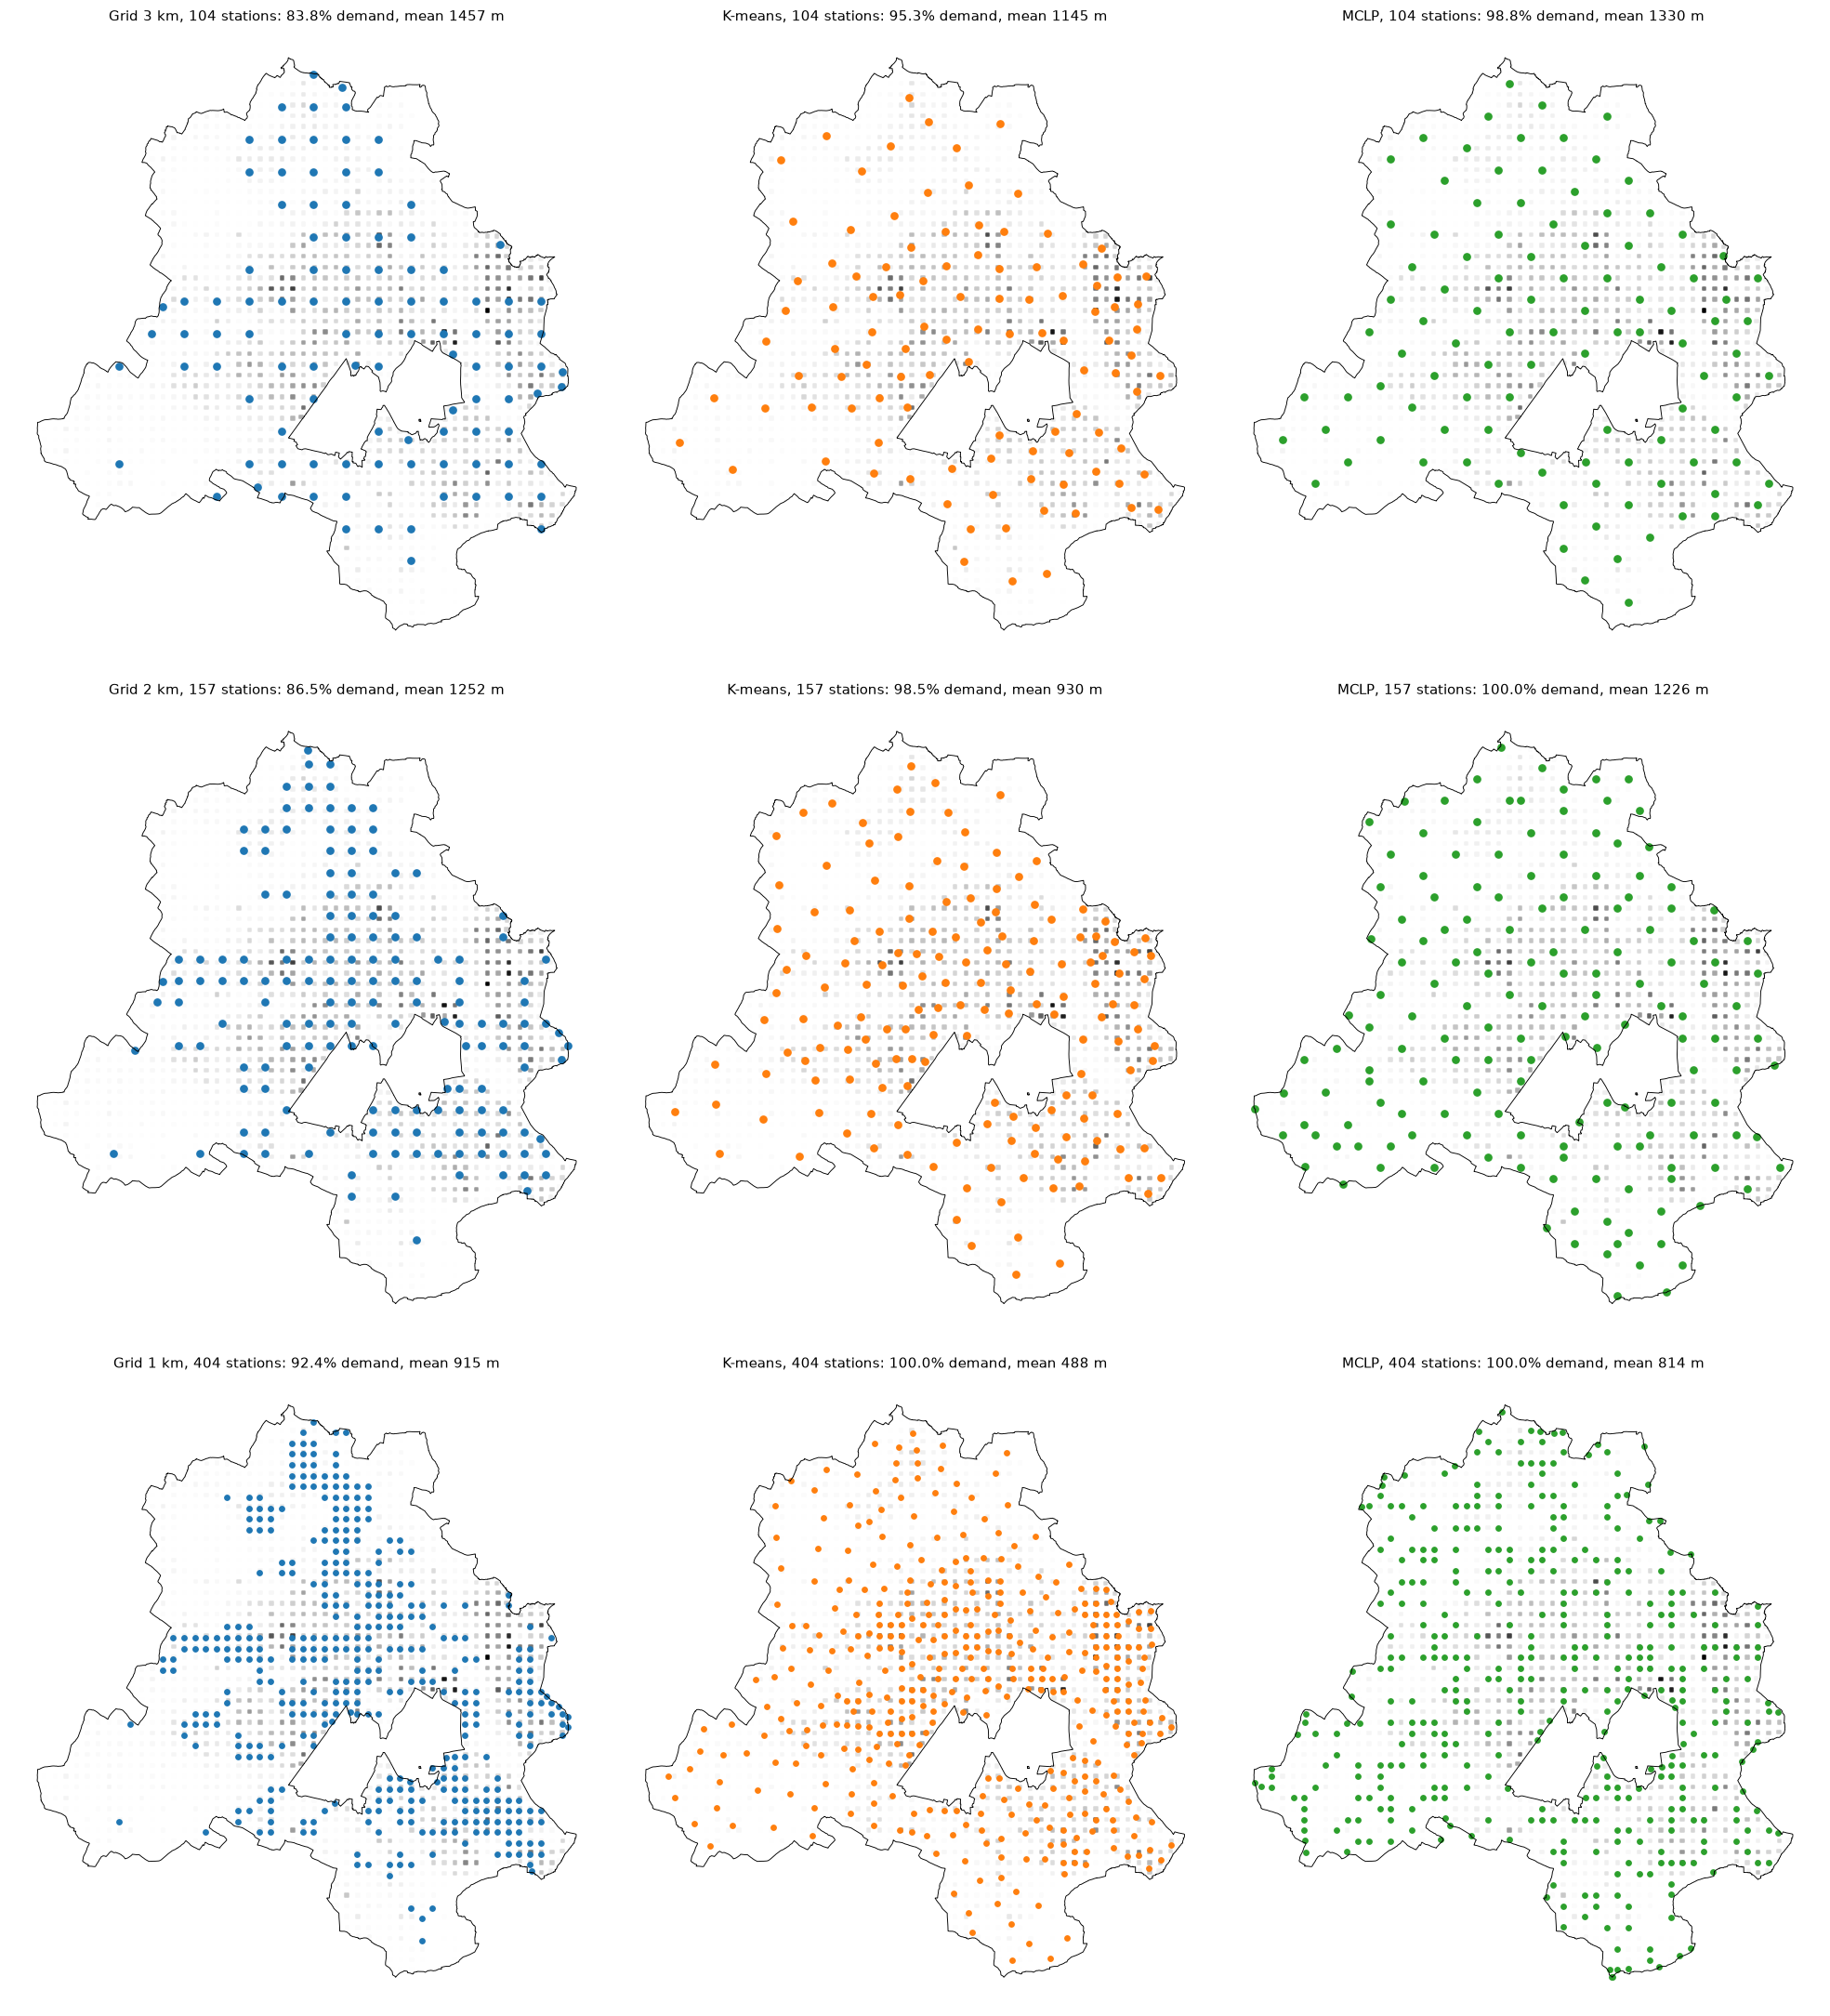 Grid 3 km, 104 stations: 83.8% demand, mean 1457 m
K-means, 104 stations: 95.3% demand, mean 1145 m
MCLP, 104 stations: 98.8% demand, mean 1330 m
Grid 2 km, 157 stations: 86.5% demand, mean 1252 m
K-means, 157 stations: 98.5% demand, mean 930 m
MCLP, 157 stations: 100.0% demand, mean 1226 m
Grid 1 km, 404 stations: 92.4% demand, mean 915 m
K-means, 404 stations: 100.0% demand, mean 488 m
MCLP, 404 stations: 100.0% demand, mean 814 m